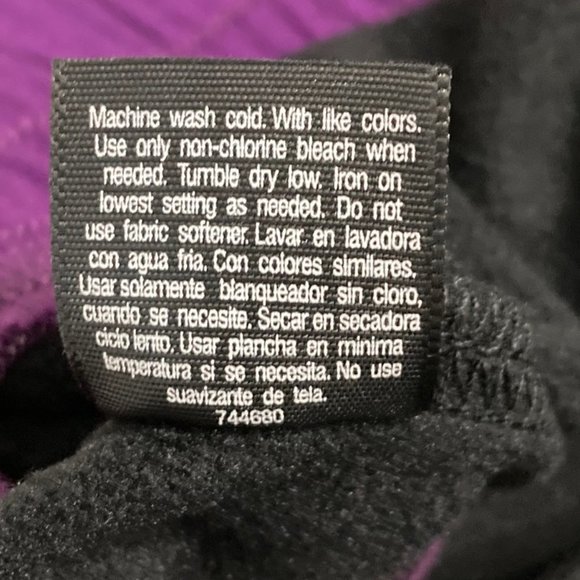 Machine wash cold. With like colors.
Use only non-chlorine bleach when
needed. Tumble dry low. Iron on
lowest setting as needed. Do not
use fabric softener. Lavar en lavadora
con agua fria. Con colores similares.
Usar solamente blanqueador sin cloro,
cuando se necesite. Secar en secadora
ciclo lento. Usar plancha en minima
temperatura si se necesita. No use
suavizante de tela.
744680